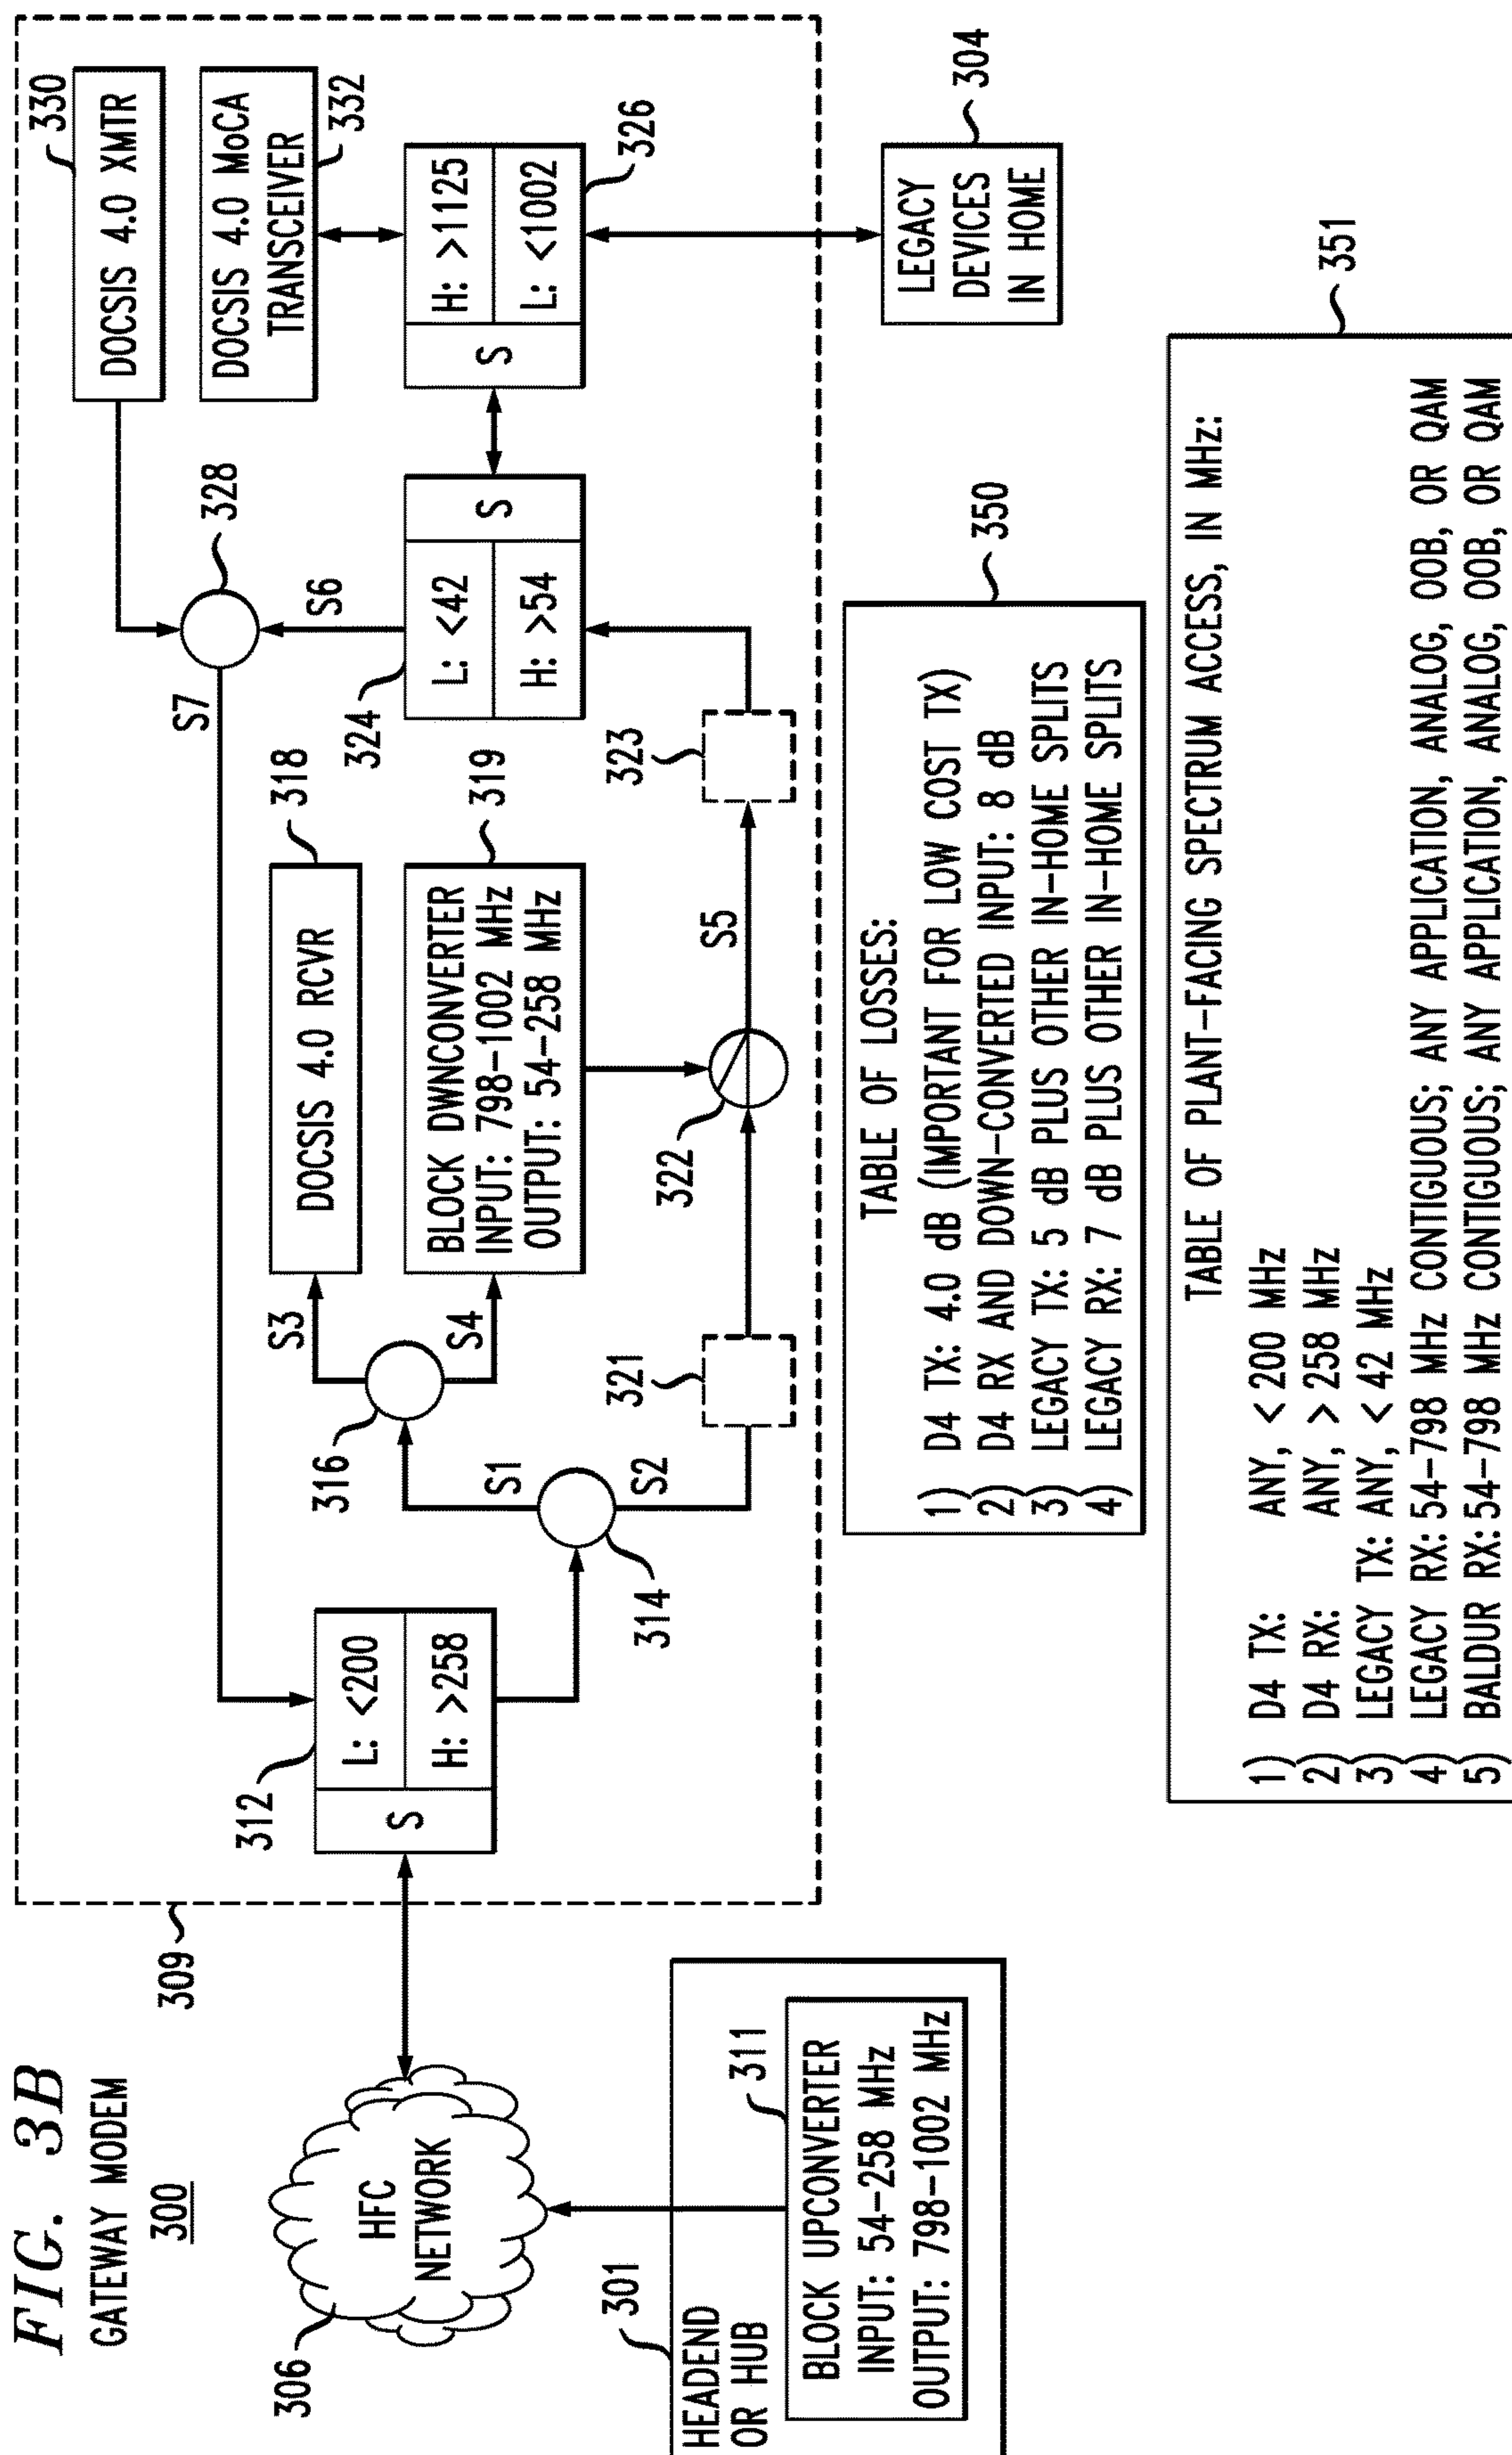 FIG. 3B
GATEWAY MODEM
300
306
HFC
NETWORK
301
HEADEND
OR HUB
311
BLOCK UPCONVERTER
INPUT: 54-258 MHz
OUTPUT: 798-1002 MHz
309
312
S
L: <200
H: >258
314
S1
S2
316
S3
S4
318
DOCSIS 4.0 RCVR
319
BLOCK DWNCONVERTER
INPUT: 798-1002 MHz
OUTPUT: 54-258 MHz
321
322
S5
323
324
L: <42
H: >54
S
S6
S7
328
330
DOCSIS 4.0 XMTR
DOCSIS 4.0 MoCA
TRANSCEIVER
332
S
H: >1125
L: <1002
326
LEGACY
DEVICES
IN HOME
304
350
TABLE OF LOSSES:
1) D4 TX: 4.0 dB (IMPORTANT FOR LOW COST TX)
2) D4 RX AND DOWN-CONVERTED INPUT: 8 dB
3) LEGACY TX: 5 dB PLUS OTHER IN-HOME SPLITS
4) LEGACY RX: 7 dB PLUS OTHER IN-HOME SPLITS
351
TABLE OF PLANT-FACING SPECTRUM ACCESS, IN MHz:
1) D4 TX: ANY, < 200 MHz
2) D4 RX: ANY, > 258 MHz
3) LEGACY TX: ANY, < 42 MHz
4) LEGACY RX: 54-798 MHz CONTIGUOUS; ANY APPLICATION, ANALOG, OOB, OR QAM
5) BALDUR RX: 54-798 MHz CONTIGUOUS; ANY APPLICATION, ANALOG, OOB, OR QAM